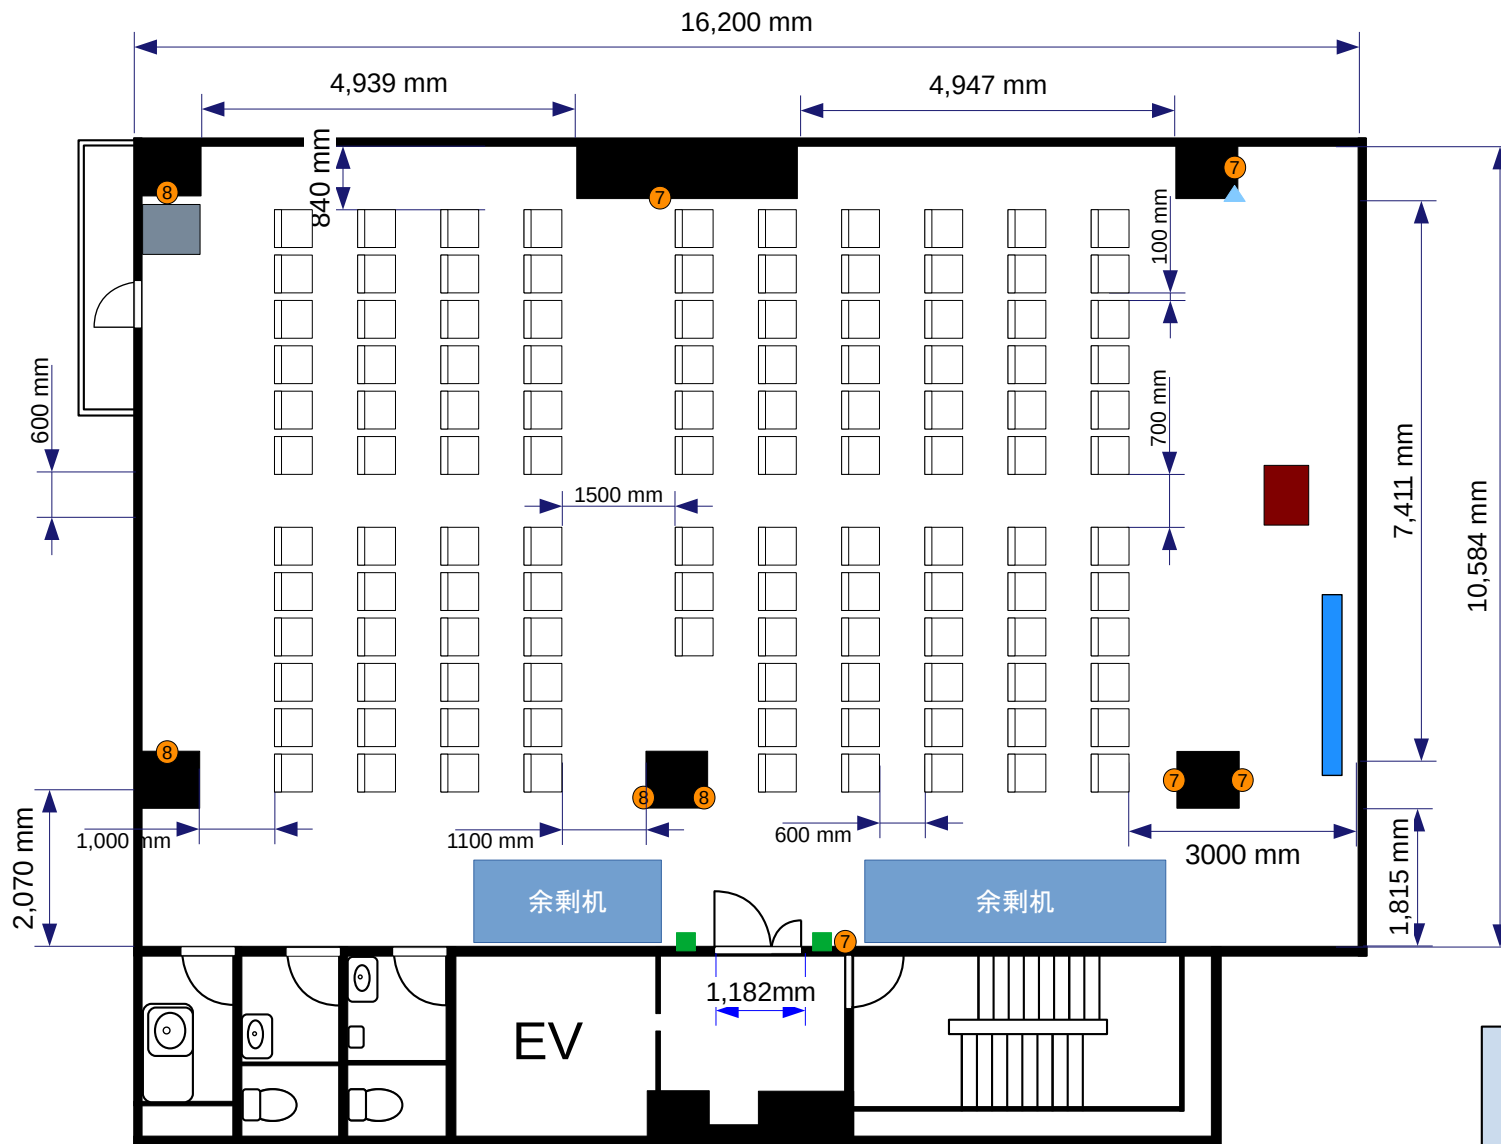 16,200 mm
4,939 mm
4,947 mm
840 mm
7
8
7
100 mm
600 mm
700 mm
7,411 mm
1500 mm
10,584 mm
8
7
7
8
8
2,070 mm
1,000 mm
1100 mm
600 mm
3000 mm
1,815 mm
余剰机
余剰机
7
1,182mm
EV